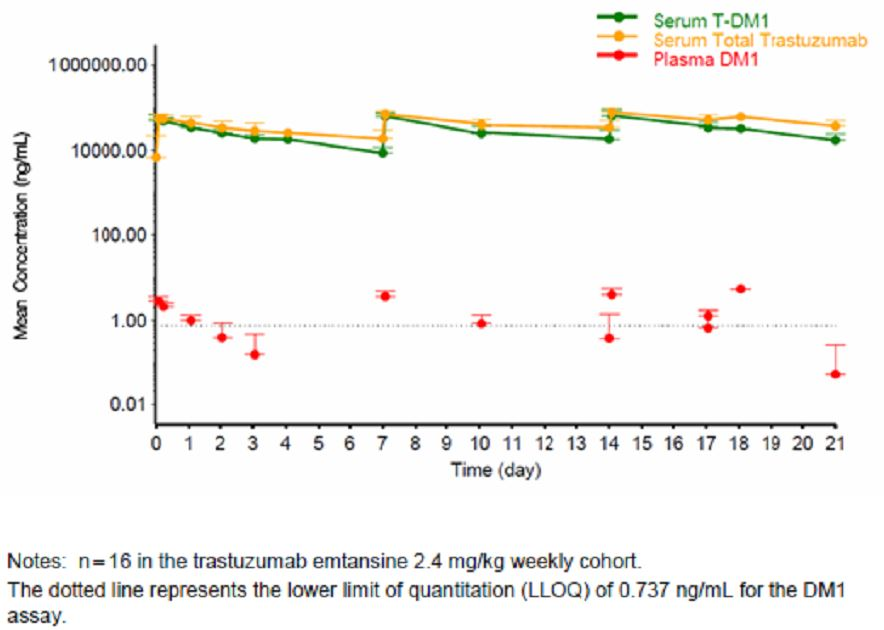 Serum T-DM1
Serum Total Trastuzumab
Plasma DM1
1000000.00
10000.00
100.00
1.00
0.01
Mean Concentration (ng/mL)
0 1 2 3 4 5 6 7 8 9 10 11 12 13 14 15 16 17 18 19 20 21
Time (day)
Notes: n=16 in the trastuzumab emtansine 2.4 mg/kg weekly cohort.
The dotted line represents the lower limit of quantitation (LLOQ) of 0.737 ng/mL for the DM1
assay.